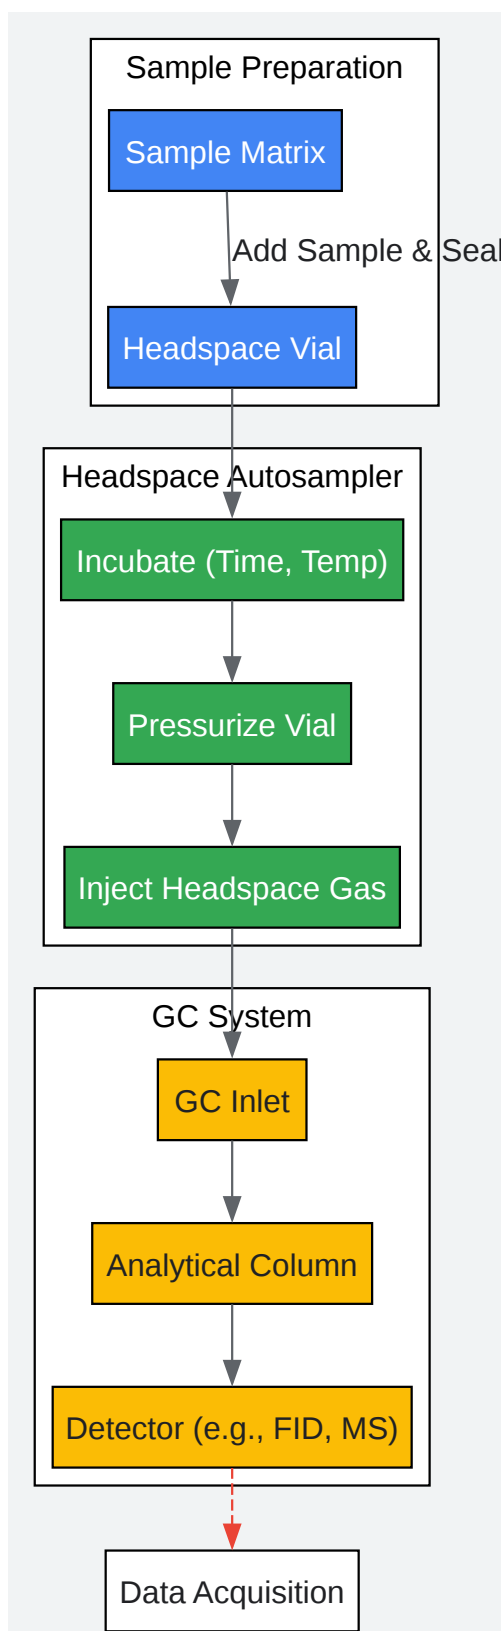 Sample Preparation
Sample Matrix
Add Sample & Seal
Headspace Vial
Headspace Autosampler
Incubate (Time, Temp)
Pressurize Vial
Inject Headspace Gas
GC System
GC Inlet
Analytical Column
Detector (e.g., FID, MS)
Data Acquisition